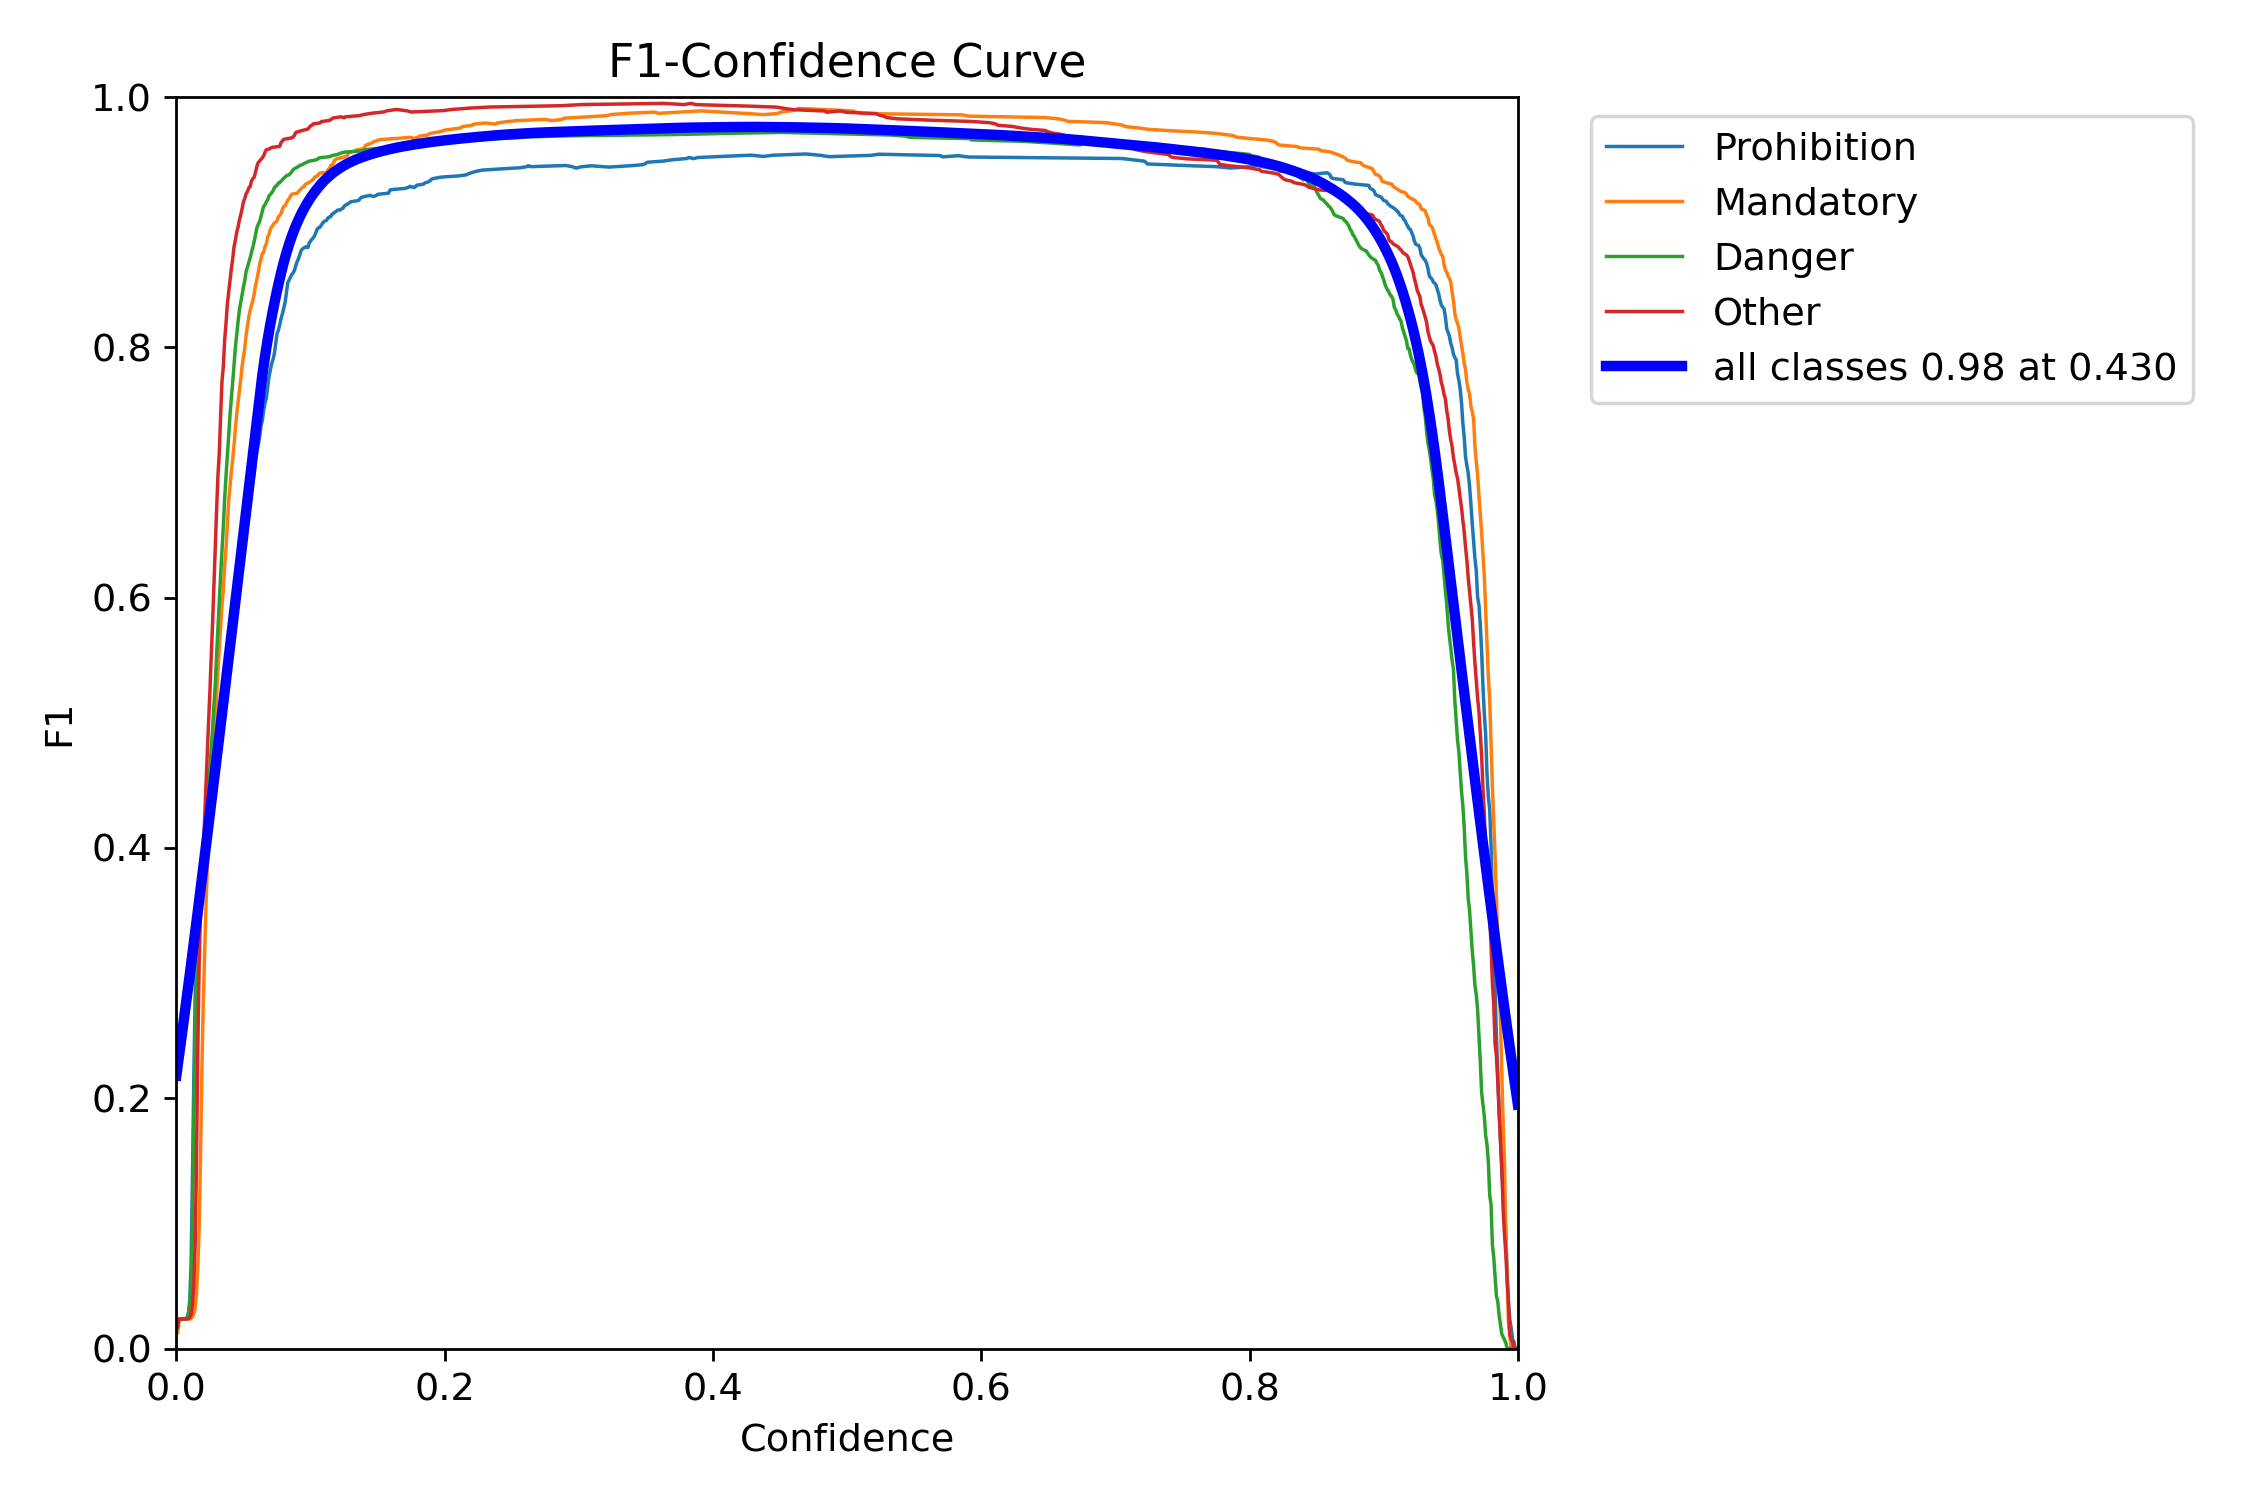 F1-Confidence Curve
1.0
0.8
0.6
0.4
0.2
0.0
F1
0.0 0.2 0.4 0.6 0.8 1.0
Confidence
Prohibition
Mandatory
Danger
Other
all classes 0.98 at 0.430